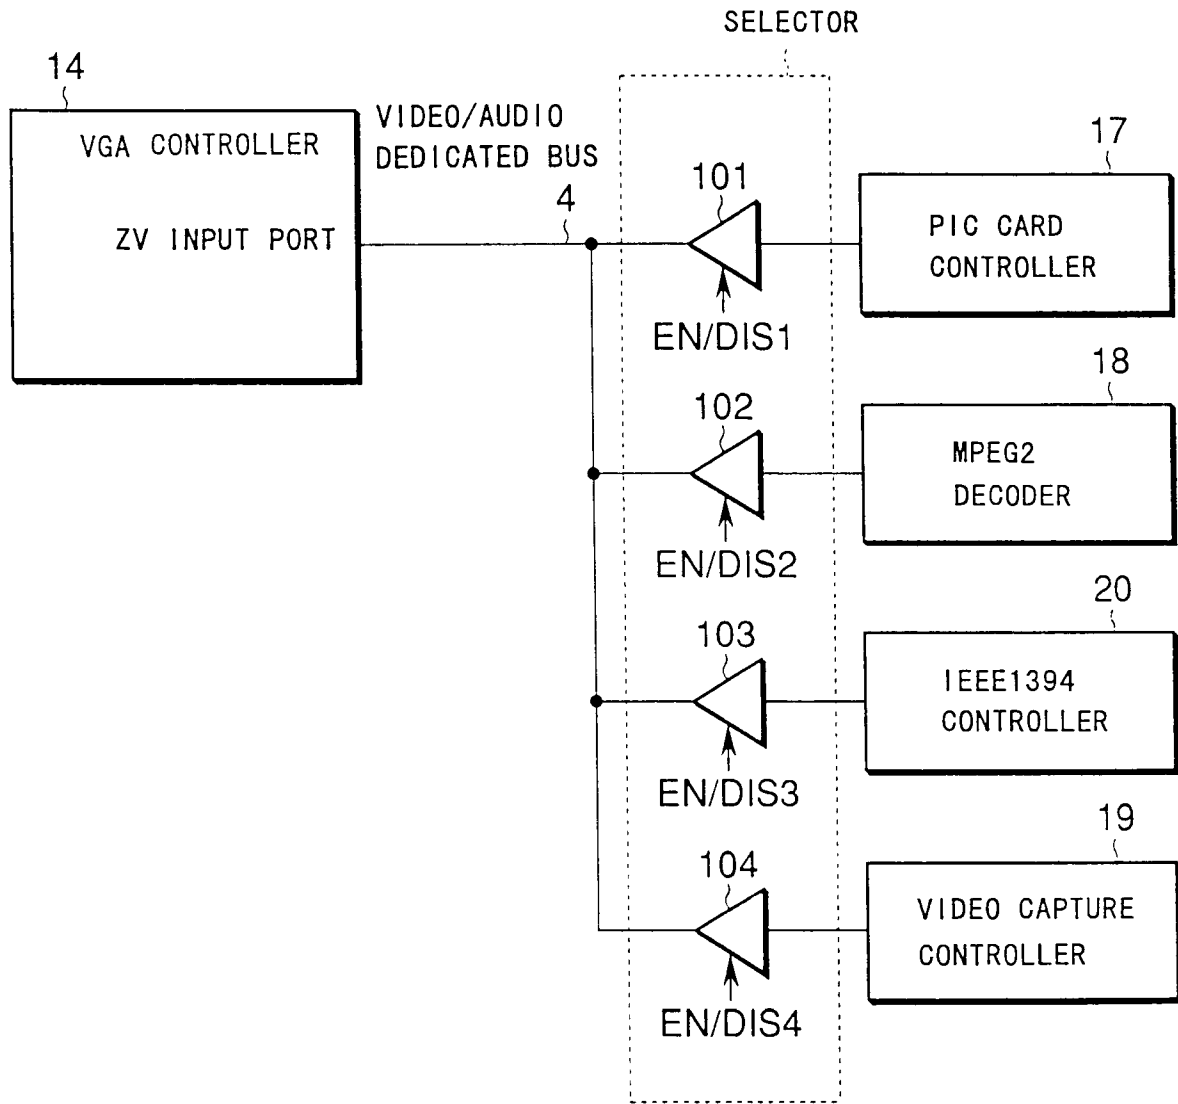 SELECTOR
14
VGA CONTROLLER
ZV INPUT PORT
VIDEO/AUDIO
DEDICATED BUS
4
101
EN/DIS1
17
PIC CARD
CONTROLLER
102
EN/DIS2
18
MPEG2
DECODER
103
EN/DIS3
20
IEEE1394
CONTROLLER
104
EN/DIS4
19
VIDEO CAPTURE
CONTROLLER